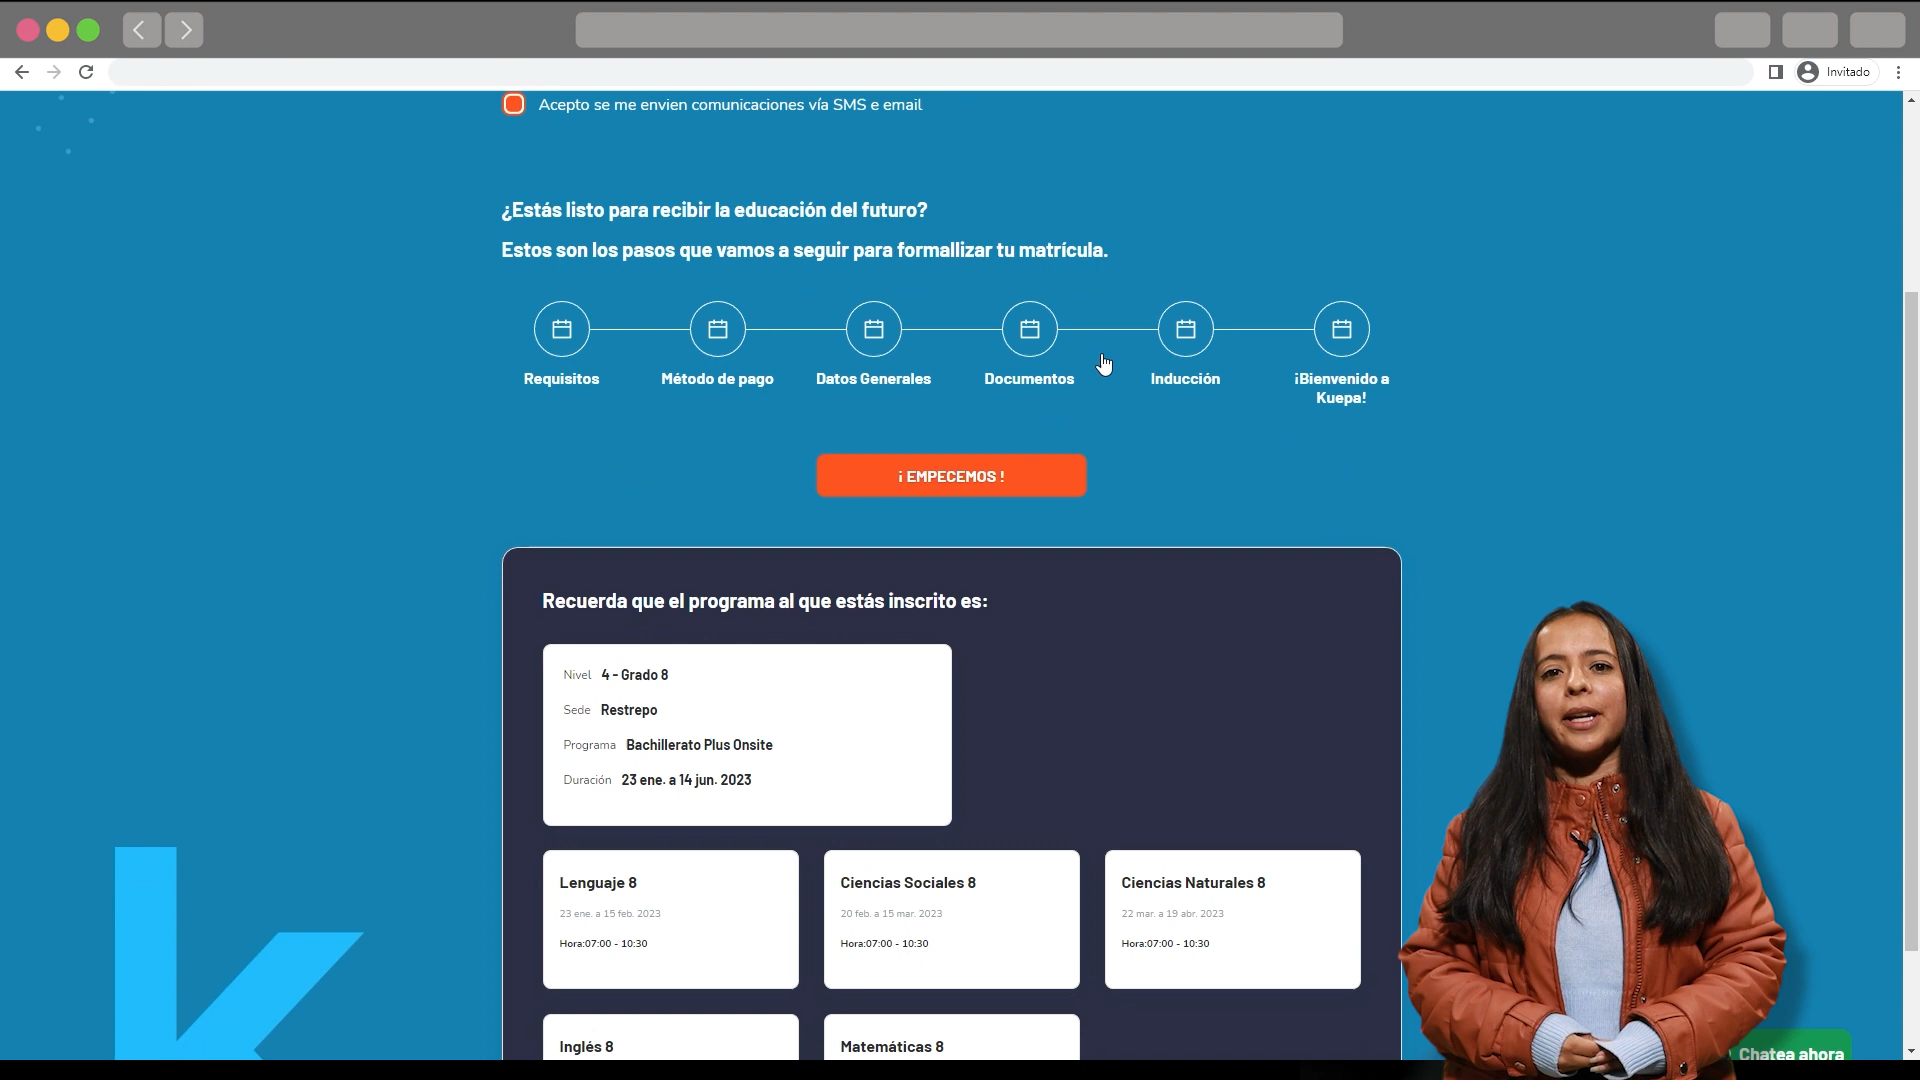 Invitado
Acepto se me envien comunicaciones vía SMS e email
¿Estás listo para recibir la educación del futuro?
Estos son los pasos que vamos a seguir para formallizar tu matrícula.
Requisitos
Método de pago
Datos Generales
Documentos
Inducción
¡Bienvenido a
Kuepa!
¡ EMPECEMOS !
Recuerda que el programa al que estás inscrito es:
Nivel 4 - Grado 8
Sede Restrepo
Programa Bachillerato Plus Onsite
Duración 23 ene. a 14 jun. 2023
Lenguaje 8
23 ene. a 15 feb. 2023
Hora:07:00 - 10:30
Ciencias Sociales 8
20 feb. a 15 mar. 2023
Hora:07:00 - 10:30
Ciencias Naturales 8
22 mar. a 19 abr. 2023
Hora:07:00 - 10:30
Inglés 8
Matemáticas 8
Chatea ahora
k